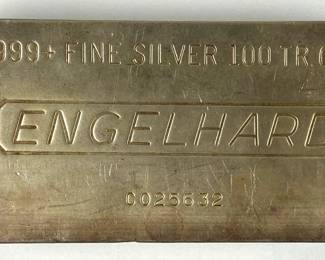 999+ FINE SILVER 100 TR.
ENGELHARD
C025632